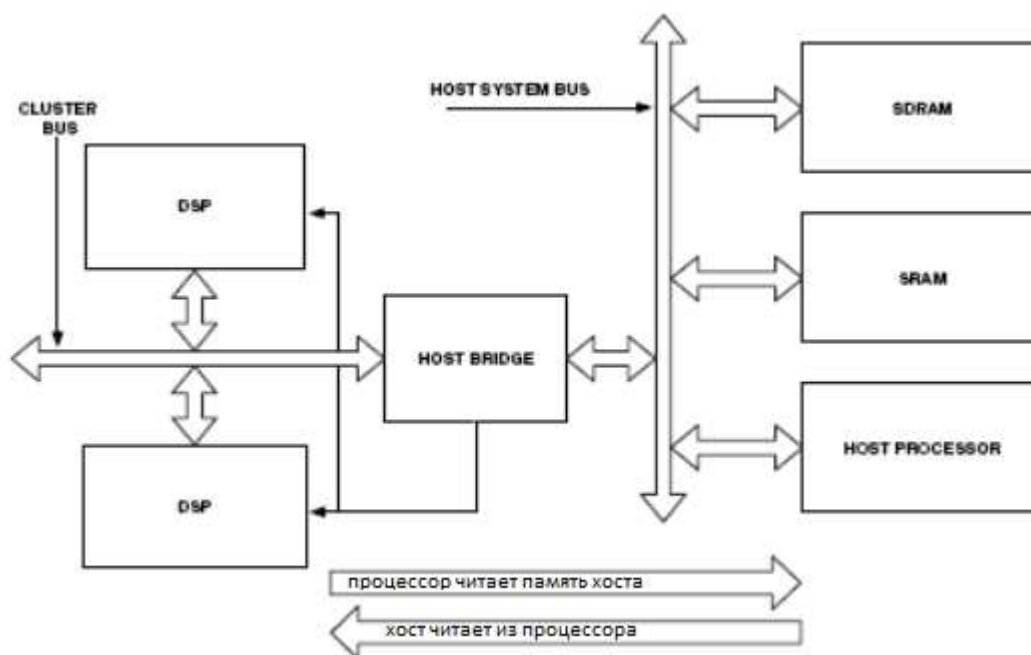 HOST SYSTEM BUS
SDRAM
CLUSTER
BUS
DSP
SRAM
HOST BRIDGE
HOST PROCESSOR
DSP
процессор читает память хоста
хост читает из процессора